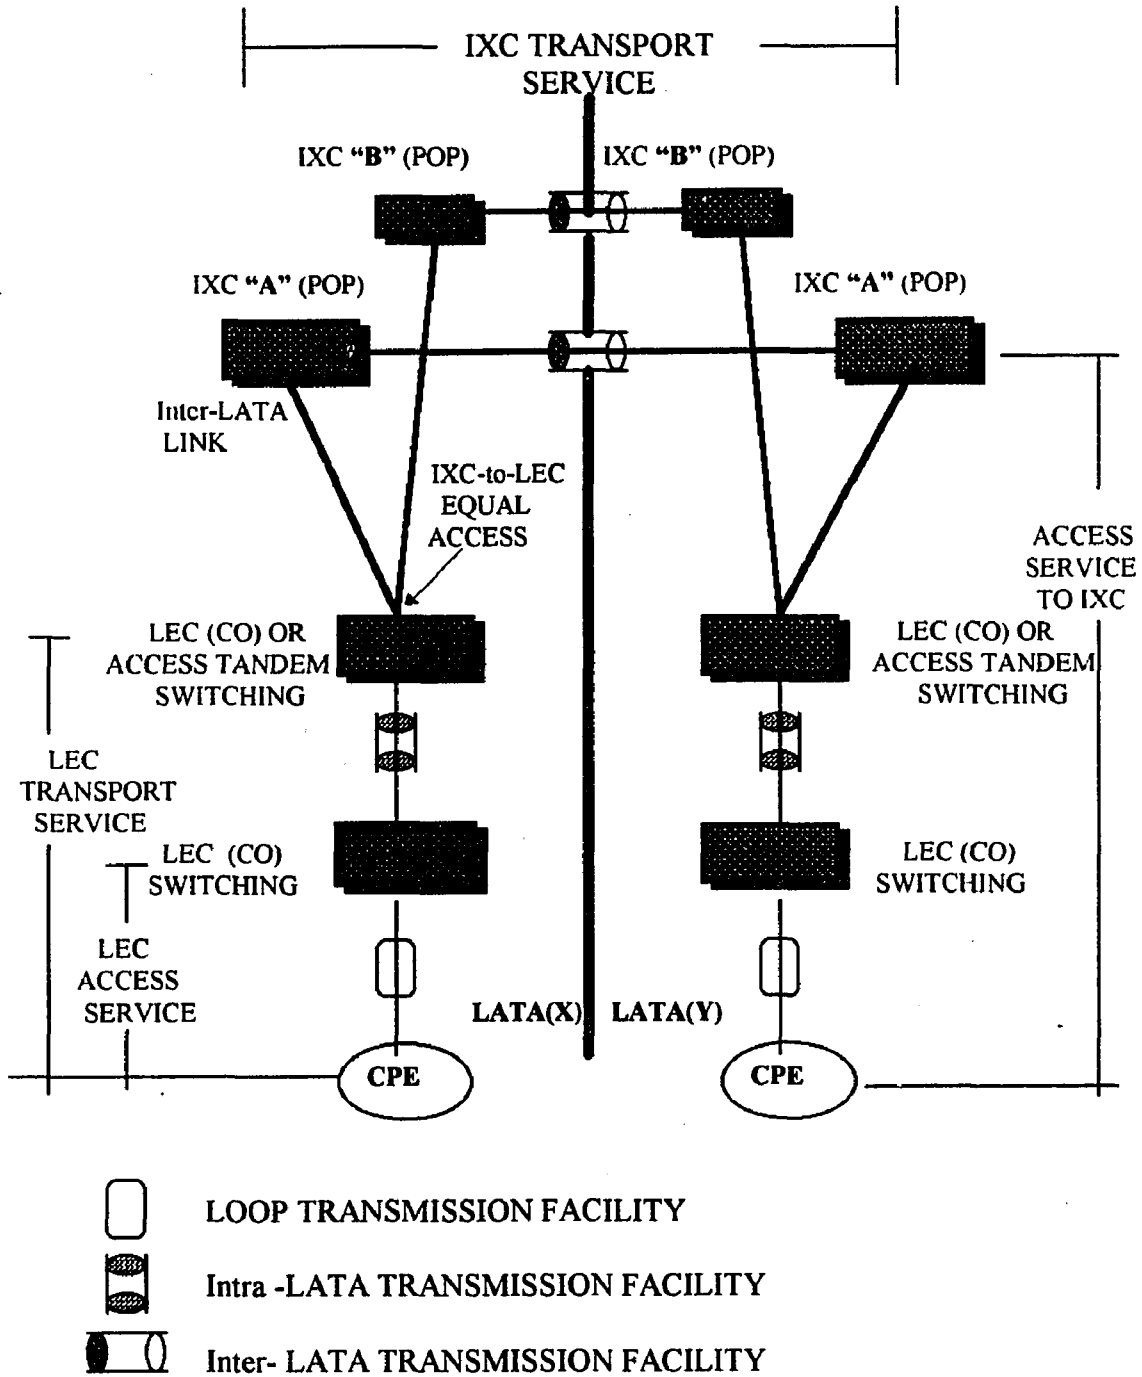 IXC TRANSPORT
SERVICE
IXC “B” (POP)
IXC “B” (POP)
IXC “A” (POP)
IXC “A” (POP)
Inter-LATA
LINK
IXC-to-LEC
EQUAL
ACCESS
ACCESS
SERVICE
TO IXC
LEC (CO) OR
ACCESS TANDEM
SWITCHING
LEC (CO) OR
ACCESS TANDEM
SWITCHING
LEC
TRANSPORT
SERVICE
LEC (CO)
SWITCHING
LEC (CO)
SWITCHING
LEC
ACCESS
SERVICE
LATA(X)
LATA(Y)
CPE
CPE
LOOP TRANSMISSION FACILITY
Intra -LATA TRANSMISSION FACILITY
Inter- LATA TRANSMISSION FACILITY